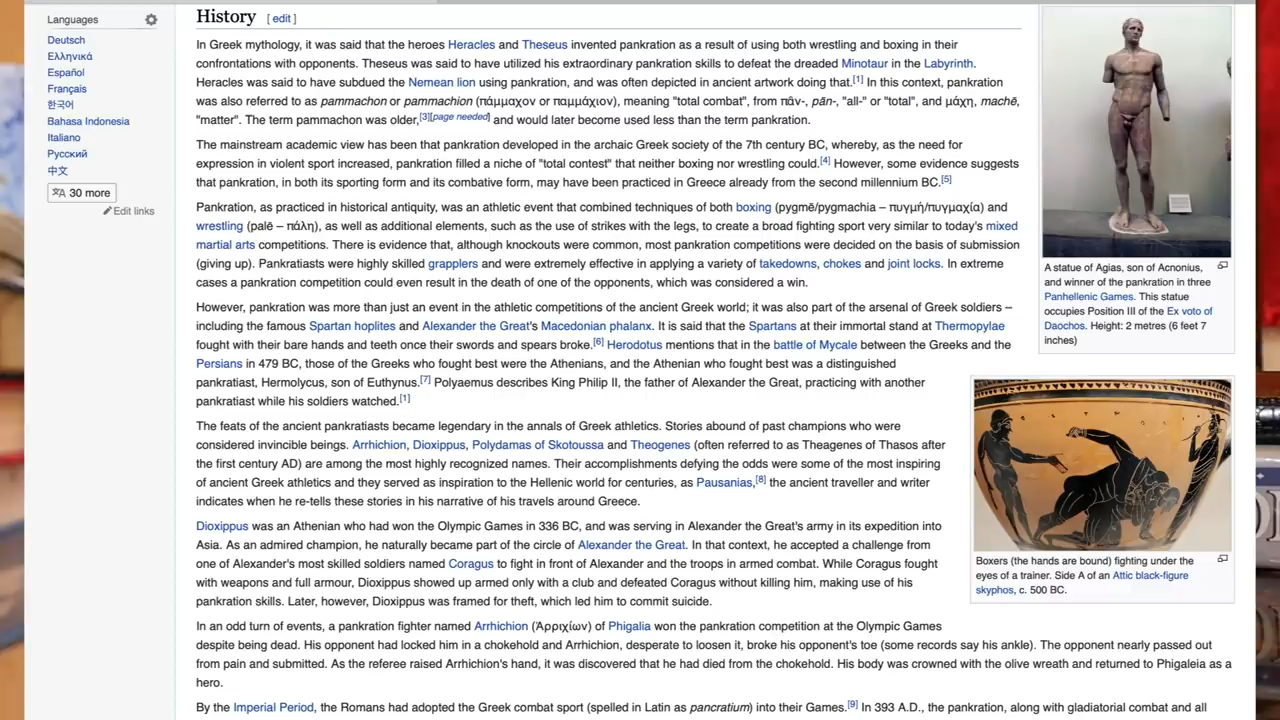 Languages
Deutsch
Ελληνικά
Español
Français
한국어
Bahasa Indonesia
Italiano
Русский
中文
30 more
Edit links
History [ edit ]
In Greek mythology, it was said that the heroes Heracles and Theseus invented pankration as a result of using both wrestling and boxing in their
confrontations with opponents. Theseus was said to have utilized his extraordinary pankration skills to defeat the dreaded Minotaur in the Labyrinth.
Heracles was said to have subdued the Nemean lion using pankration, and was often depicted in ancient artwork doing that.[1] In this context, pankration
was also referred to as pammachon or pammachion (πάμμαχον or παμμάχιον), meaning "total combat", from πᾶν-, pān-, "all-" or "total", and μάχη, machē,
"matter". The term pammachon was older,[3][page needed] and would later become used less than the term pankration.
The mainstream academic view has been that pankration developed in the archaic Greek society of the 7th century BC, whereby, as the need for
expression in violent sport increased, pankration filled a niche of "total contest" that neither boxing nor wrestling could.[4] However, some evidence suggests
that pankration, in both its sporting form and its combative form, may have been practiced in Greece already from the second millennium BC.[5]
Pankration, as practiced in historical antiquity, was an athletic event that combined techniques of both boxing (pygmē/pygmachia – πυγμή/πυγμαχία) and
wrestling (palē – πάλη), as well as additional elements, such as the use of strikes with the legs, to create a broad fighting sport very similar to today's mixed
martial arts competitions. There is evidence that, although knockouts were common, most pankration competitions were decided on the basis of submission
(giving up). Pankratiasts were highly skilled grapplers and were extremely effective in applying a variety of takedowns, chokes and joint locks. In extreme
cases a pankration competition could even result in the death of one of the opponents, which was considered a win.
However, pankration was more than just an event in the athletic competitions of the ancient Greek world; it was also part of the arsenal of Greek soldiers –
including the famous Spartan hoplites and Alexander the Great's Macedonian phalanx. It is said that the Spartans at their immortal stand at Thermopylae
fought with their bare hands and teeth once their swords and spears broke.[6] Herodotus mentions that in the battle of Mycale between the Greeks and the
Persians in 479 BC, those of the Greeks who fought best were the Athenians, and the Athenian who fought best was a distinguished
pankratiast, Hermolycus, son of Euthynus.[7] Polyaemus describes King Philip II, the father of Alexander the Great, practicing with another
pankratiast while his soldiers watched.[1]
The feats of the ancient pankratiasts became legendary in the annals of Greek athletics. Stories abound of past champions who were
considered invincible beings. Arrhichion, Dioxippus, Polydamas of Skotoussa and Theogenes (often referred to as Theagenes of Thasos after
the first century AD) are among the most highly recognized names. Their accomplishments defying the odds were some of the most inspiring
of ancient Greek athletics and they served as inspiration to the Hellenic world for centuries, as Pausanias,[8] the ancient traveller and writer
indicates when he re-tells these stories in his narrative of his travels around Greece.
Dioxippus was an Athenian who had won the Olympic Games in 336 BC, and was serving in Alexander the Great's army in its expedition into
Asia. As an admired champion, he naturally became part of the circle of Alexander the Great. In that context, he accepted a challenge from
one of Alexander's most skilled soldiers named Coragus to fight in front of Alexander and the troops in armed combat. While Coragus fought
with weapons and full armour, Dioxippus showed up armed only with a club and defeated Coragus without killing him, making use of his
pankration skills. Later, however, Dioxippus was framed for theft, which led him to commit suicide.
In an odd turn of events, a pankration fighter named Arrhichion (Ἀρριχίων) of Phigalia won the pankration competition at the Olympic Games
despite being dead. His opponent had locked him in a chokehold and Arrhichion, desperate to loosen it, broke his opponent's toe (some records say his ankle). The opponent nearly passed out
from pain and submitted. As the referee raised Arrhichion's hand, it was discovered that he had died from the chokehold. His body was crowned with the olive wreath and returned to Phigaleia as a
hero.
By the Imperial Period, the Romans had adopted the Greek combat sport (spelled in Latin as pancratium) into their Games.[9] In 393 A.D., the pankration, along with gladiatorial combat and all
A statue of Agias, son of Acnonius,
and winner of the pankration in three
Panhellenic Games. This statue
occupies Position III of the Ex voto of
Daochos. Height: 2 metres (6 feet 7
inches)
Boxers (the hands are bound) fighting under the
eyes of a trainer. Side A of an Attic black-figure
skyphos, c. 500 BC.